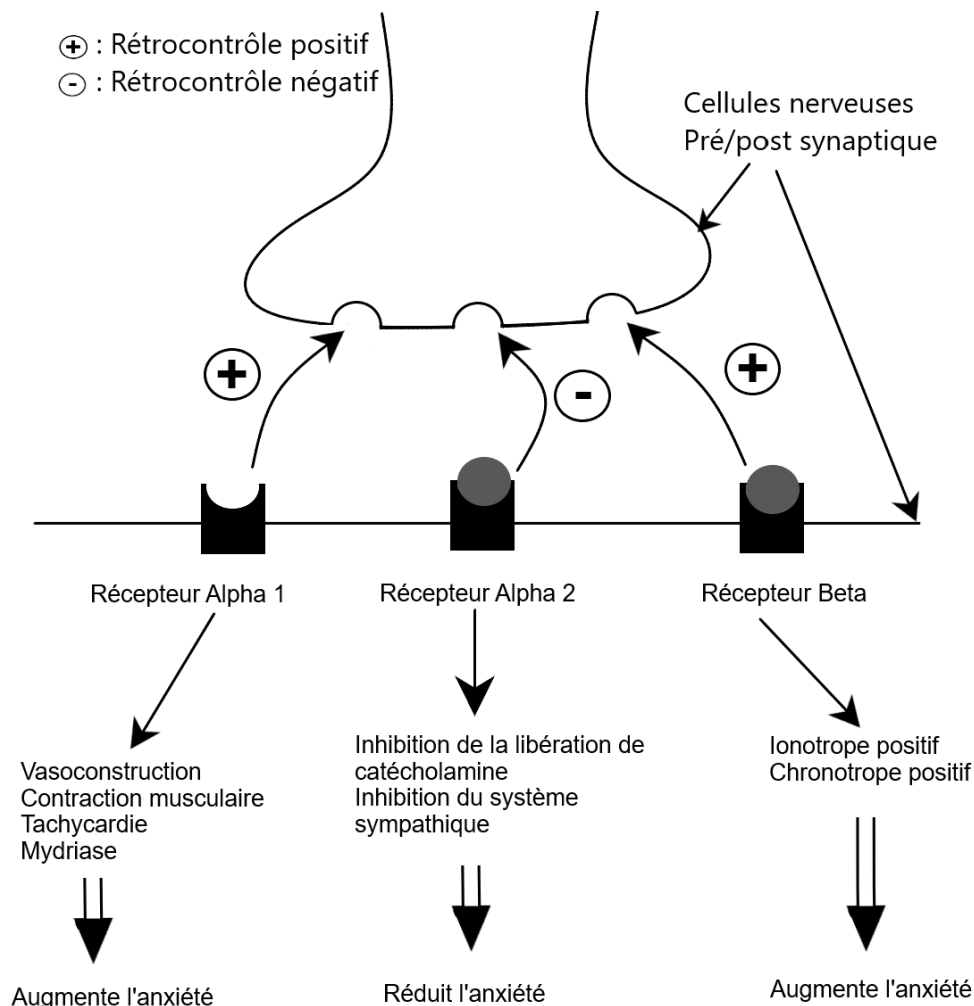 + : Rétrocontrôle positif
- : Rétrocontrôle négatif
Cellules nerveuses
Pré/post synaptique
+
-
+
Récepteur Alpha 1
Récepteur Alpha 2
Récepteur Beta
Vasoconstruction
Contraction musculaire
Tachycardie
Mydriase
Inhibition de la libération de
catécholamine
Inhibition du système
sympathique
Ionotrope positif
Chronotrope positif
Augmente l'anxiété
Réduit l'anxiété
Augmente l'anxiété